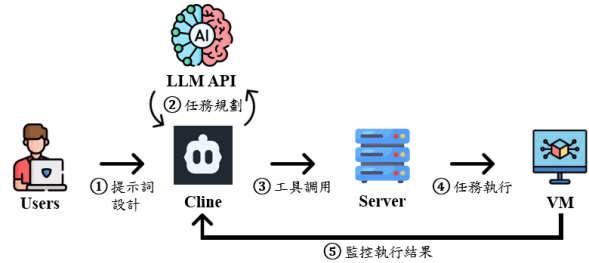 AI
LLM API
② 任務規劃
① 提示詞
設計
③ 工具調用
④ 任務執行
Users
Cline
Server
VM
⑤ 監控執行結果